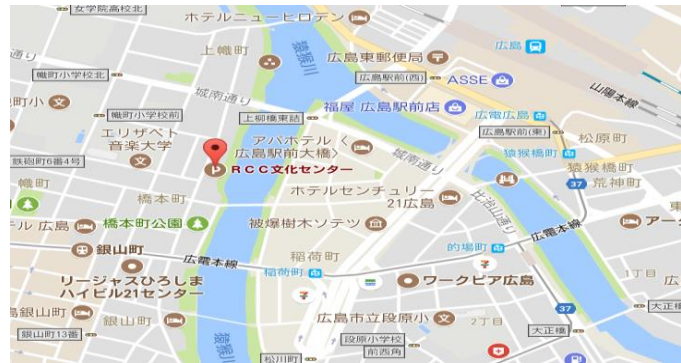 女学院高校北
ホテルニューヒロデン
上幟町
猿猴川
広島東郵便局
広島
幟町小学校北
城南通り
広島駅前(西)
ASSE
山陽本線
町小
幟町小学校前
上柳橋東詰
福屋 広島駅前店
広電広島
エリザベト
音楽大学
アパホテル〈
広島駅前大橋〉
広島駅前(東)
松原町
鉄砲町6番4号
RCC文化センター
城南通り
猿猴橋町
猿猴橋町
幟町
橋本町
ホテルセンチュリー
21広島
比治山通り
37
荒神町
テル 広島
橋本町公園
被爆樹木ソテツ
広電本線
アーク
銀山町
広電本線
稲荷町
的場町
リージャスひろしま
ハイビル21センター
稲荷町
ワークピア広島
1丁目
大正橋
37
島銀山町
銀山町
広島市立段原小
2丁目
大正橋
銀山町13番
猿猴川
松川町
段原小学校
前西角